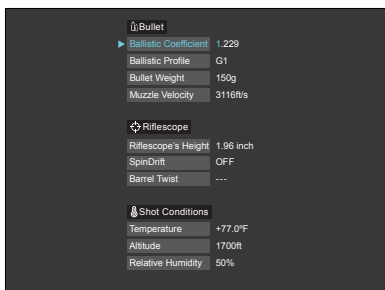 Bullet
Ballistic Coefficient 1.229
Ballistic Profile G1
Bullet Weight 150g
Muzzle Velocity 3116ft/s
Riflescope
Riflescope's Height 1.96 inch
SpinDrift OFF
Barrel Twist ---
Shot Conditions
Temperature +77.0°F
Altitude 1700ft
Relative Humidity 50%